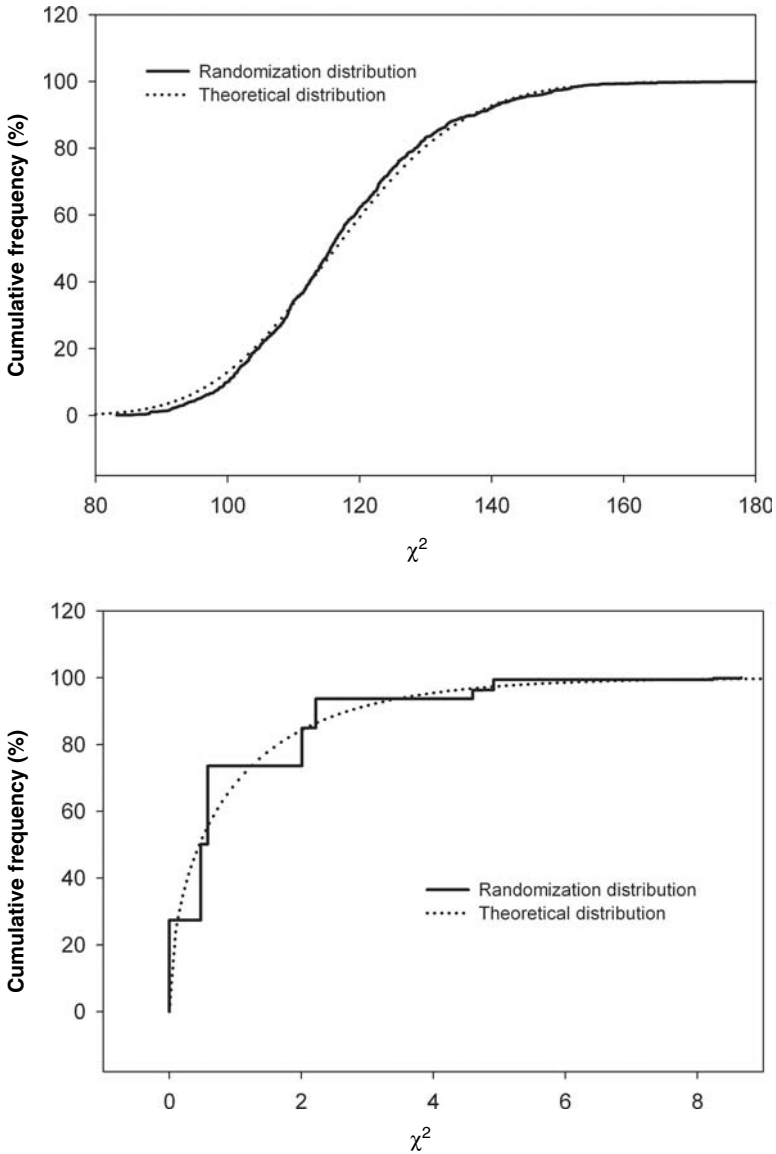 120
100
80
60
40
20
0
Cumulative frequency (%)
Randomization distribution
Theoretical distribution
80 100 120 140 160 180
χ²
120
100
80
60
40
20
0
Cumulative frequency (%)
Randomization distribution
Theoretical distribution
0 2 4 6 8
χ²